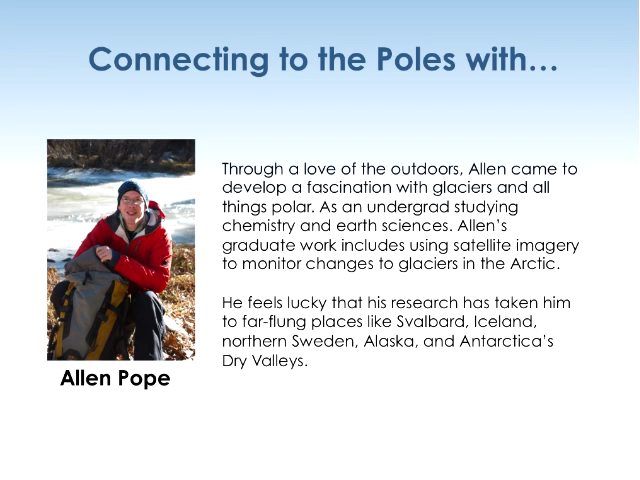 Connecting to the Poles with…
Through a love of the outdoors, Allen came to
develop a fascination with glaciers and all
things polar. As an undergrad studying
chemistry and earth sciences. Allen’s
graduate work includes using satellite imagery
to monitor changes to glaciers in the Arctic.
He feels lucky that his research has taken him
to far-flung places like Svalbard, Iceland,
northern Sweden, Alaska, and Antarctica’s
Dry Valleys.
Allen Pope